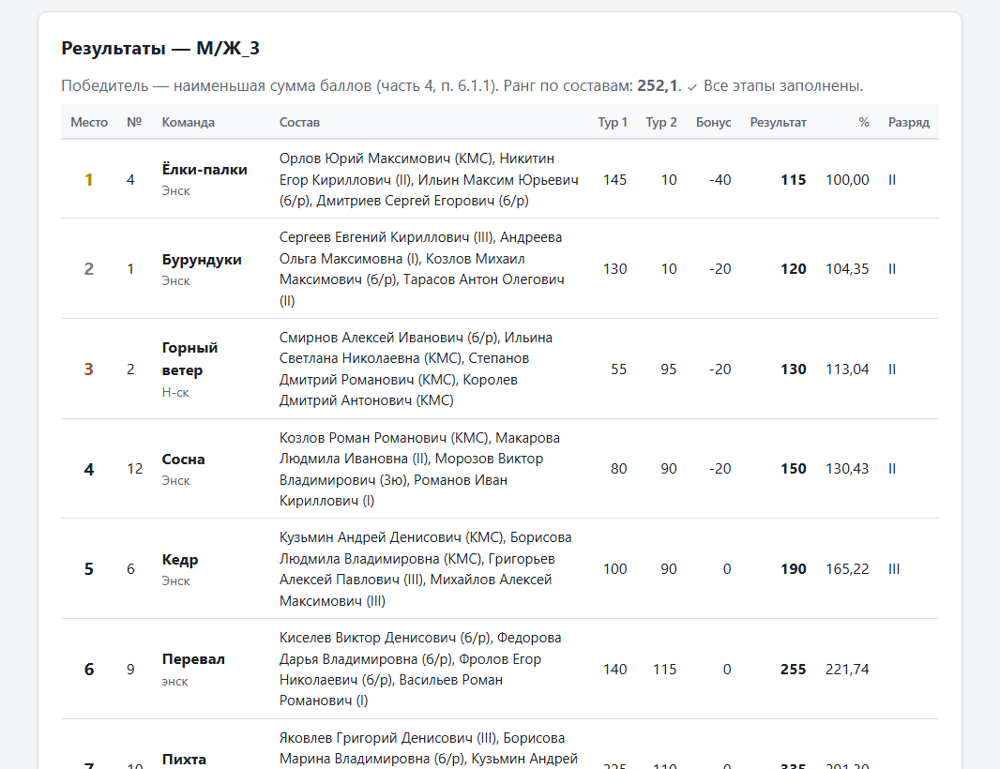 Результаты — М/Ж_3
Победитель — наименьшая сумма баллов (часть 4, п. 6.1.1). Ранг по составам: 252,1. ✓ Все этапы заполнены.
Место № Команда Состав Тур 1 Тур 2 Бонус Результат % Разряд
1 4 Ёлки-палки Энск Орлов Юрий Максимович (КМС), Никитин
Егор Кириллович (II), Ильин Максим Юрьевич
(б/р), Дмитриев Сергей Егорович (б/р) 145 10 -40 115 100,00 II
2 1 Бурундуки Энск Сергеев Евгений Кириллович (III), Андреева
Ольга Максимовна (I), Козлов Михаил
Максимович (б/р), Тарасов Антон Олегович
(II) 130 10 -20 120 104,35 II
3 2 Горный ветер Н-ск Смирнов Алексей Иванович (б/р), Ильина
Светлана Николаевна (КМС), Степанов
Дмитрий Романович (КМС), Королев
Дмитрий Антонович (КМС) 55 95 -20 130 113,04 II
4 12 Сосна Энск Козлов Роман Романович (КМС), Макарова
Людмила Ивановна (II), Морозов Виктор
Владимирович (3ю), Романов Иван
Кириллович (I) 80 90 -20 150 130,43 II
5 6 Кедр Энск Кузьмин Андрей Денисович (КМС), Борисова
Людмила Владимировна (КМС), Григорьев
Алексей Павлович (III), Михайлов Алексей
Максимович (III) 100 90 0 190 165,22 III
6 9 Перевал энск Киселев Виктор Денисович (б/р), Федорова
Дарья Владимировна (б/р), Фролов Егор
Николаевич (б/р), Васильев Роман
Романович (I) 140 115 0 255 221,74
Пихта Яковлев Григорий Денисович (III), Борисова
Марина Владимировна (б/р), Кузьмин Андрей